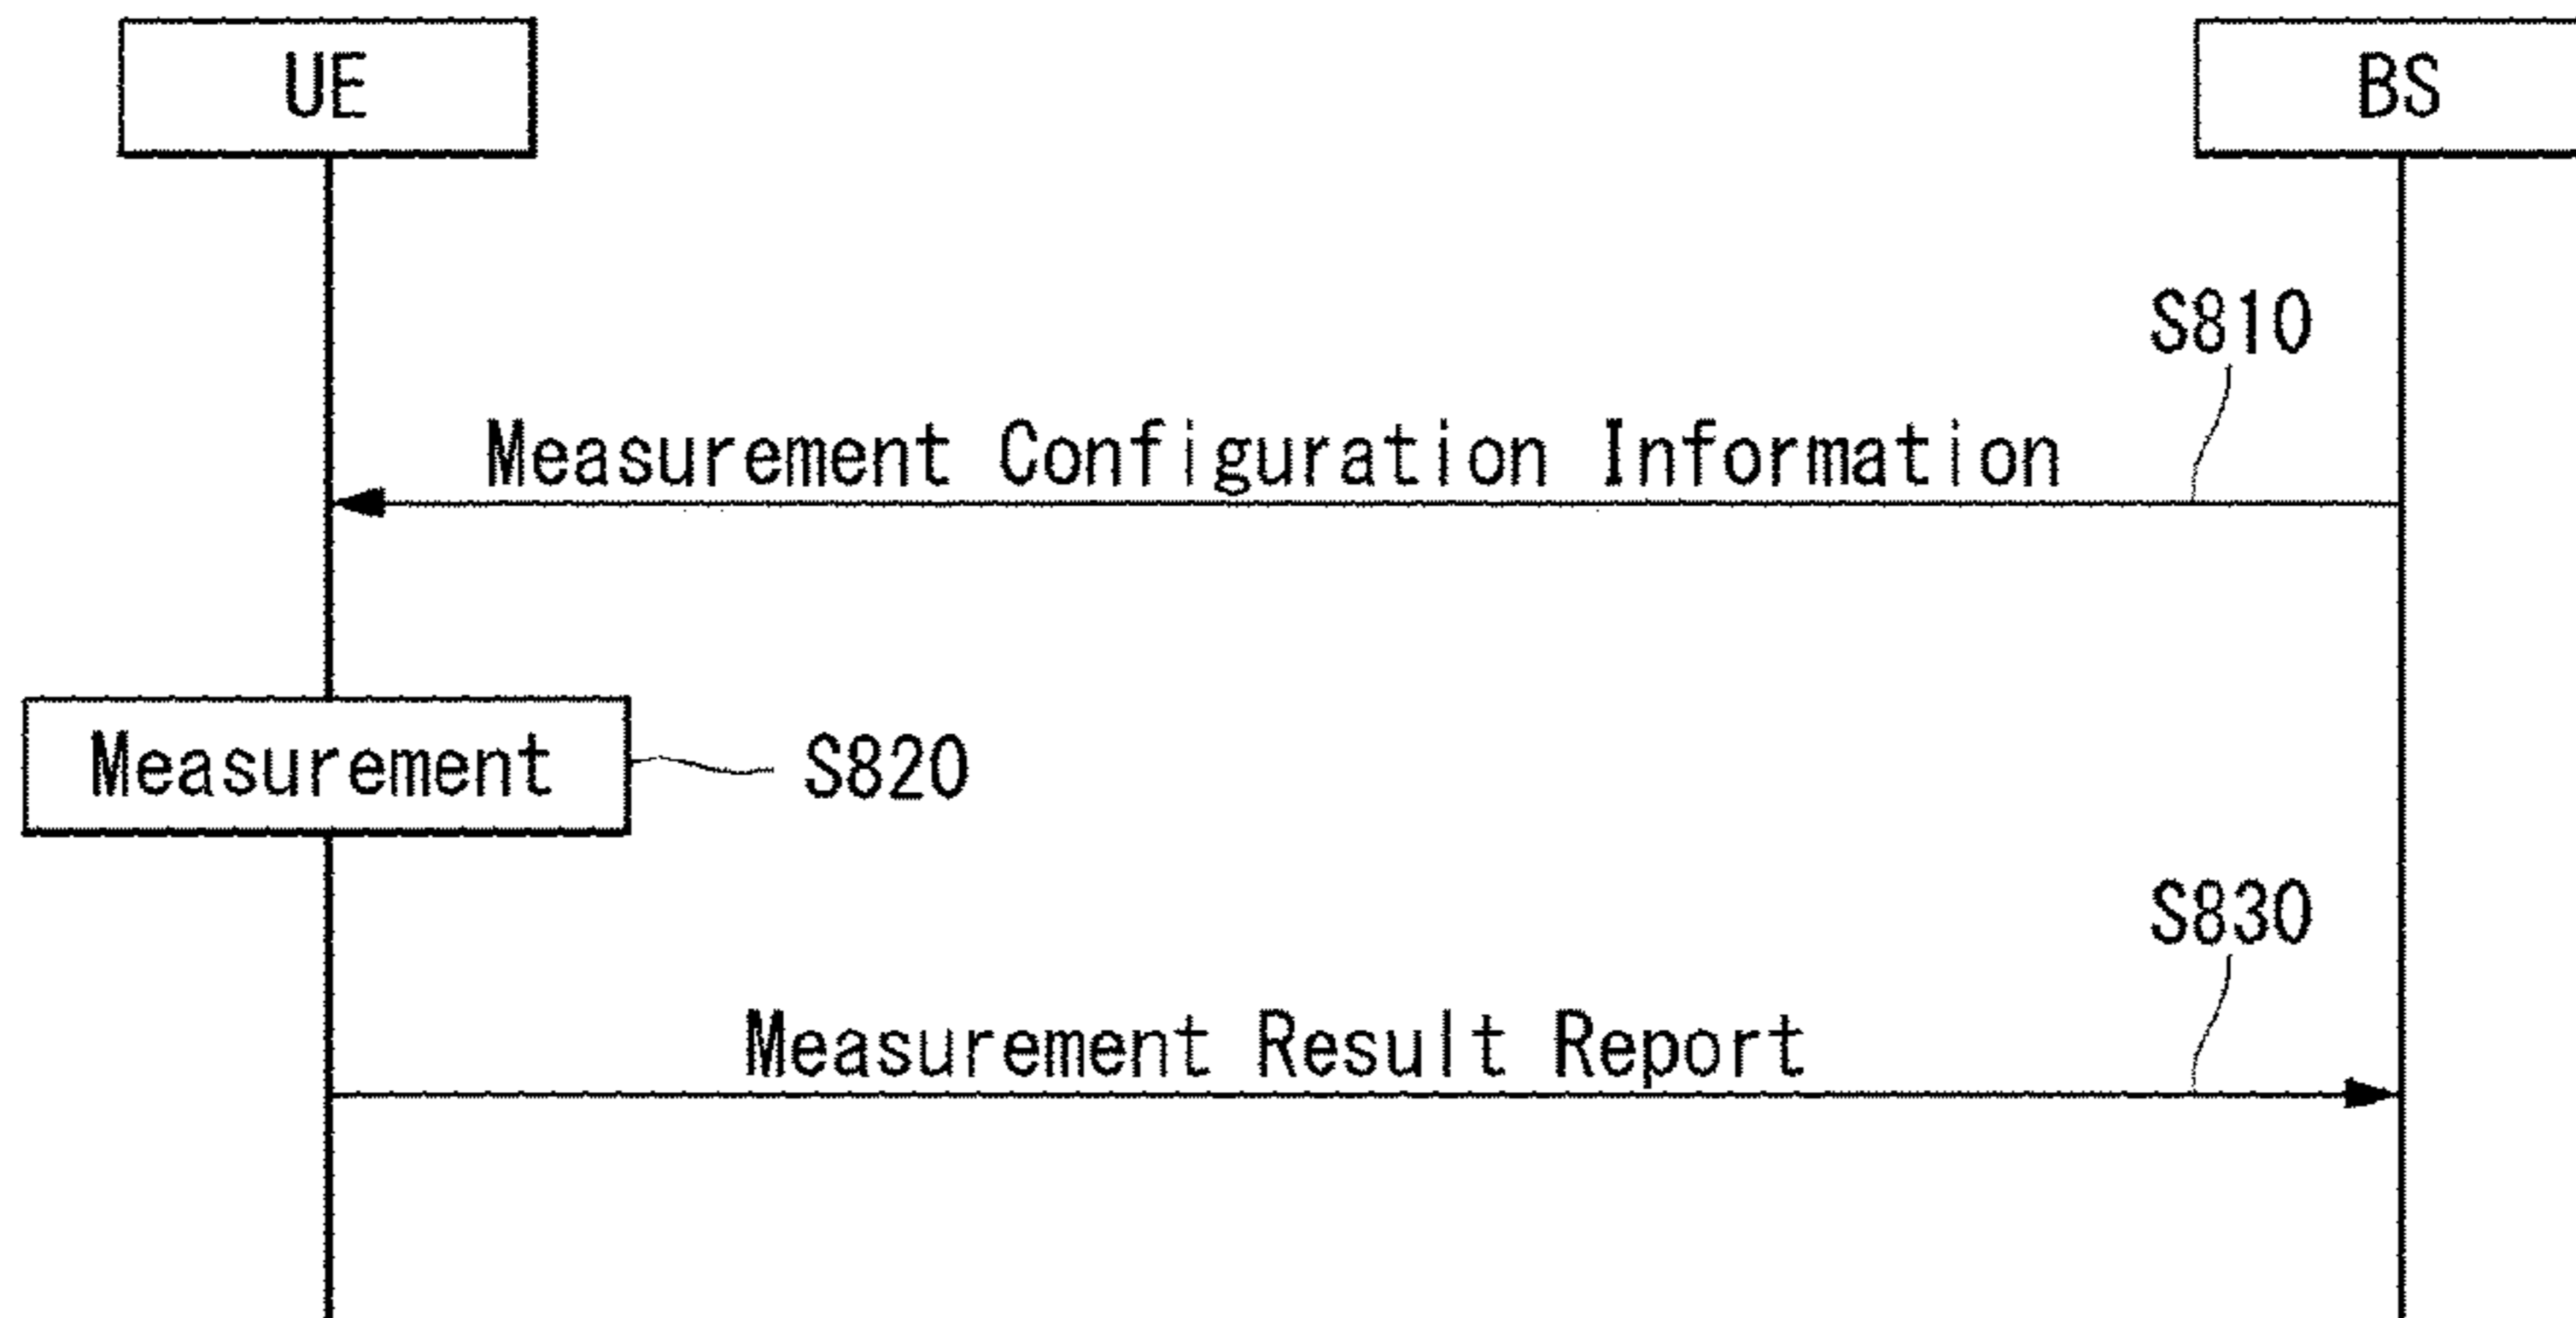 UE
BS
S810
Measurement Configuration Information
Measurement
S820
S830
Measurement Result Report